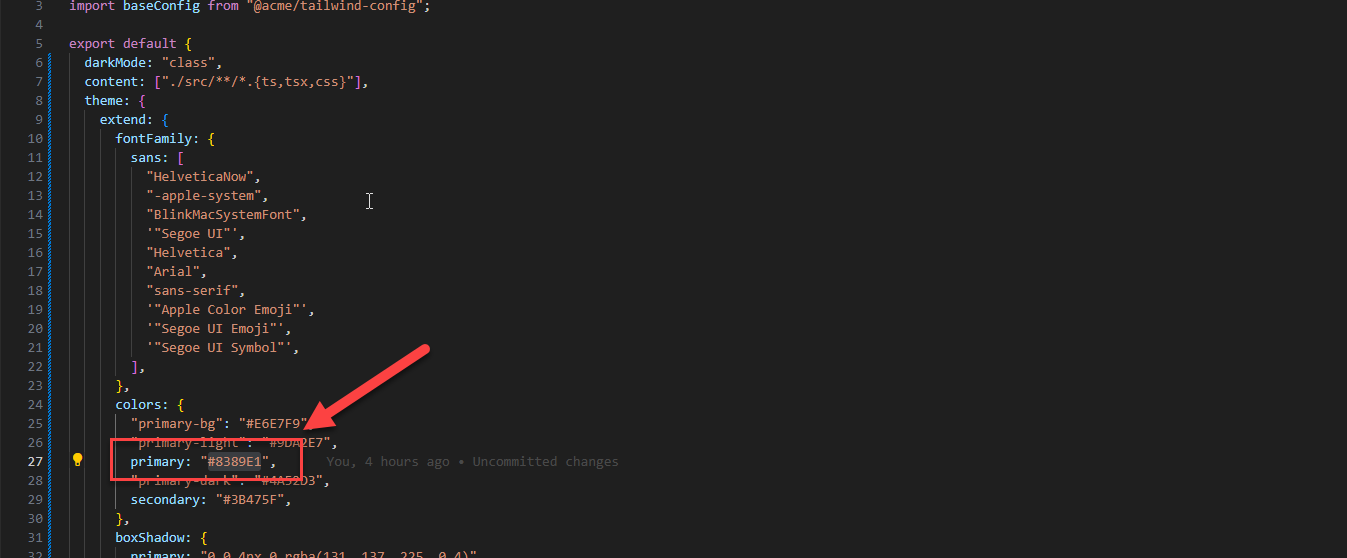 3 import baseConfig from "@acme/tailwind-config";
4
5 export default {
6 darkMode: "class",
7 content: ["./src/**/*.{ts,tsx,css}"],
8 theme: {
9 extend: {
10 fontFamily: {
11 sans: [
12 "HelveticaNow",
13 "-apple-system",
14 "BlinkMacSystemFont",
15 '"Segoe UI"',
16 "Helvetica",
17 "Arial",
18 "sans-serif",
19 '"Apple Color Emoji"',
20 '"Segoe UI Emoji"',
21 '"Segoe UI Symbol"',
22 ],
23 },
24 colors: {
25 "primary-bg": "#E6E7F9"
26 "primary-light": "#9DA2E7",
27 primary: "#8389E1", You, 4 hours ago • Uncommitted changes
28 "primary-dark": "#4A52D3",
29 secondary: "#3B475F",
30 },
31 boxShadow: {
32 primary: "0 0 4px 0 rgba(131, 137, 225, 0.4)"